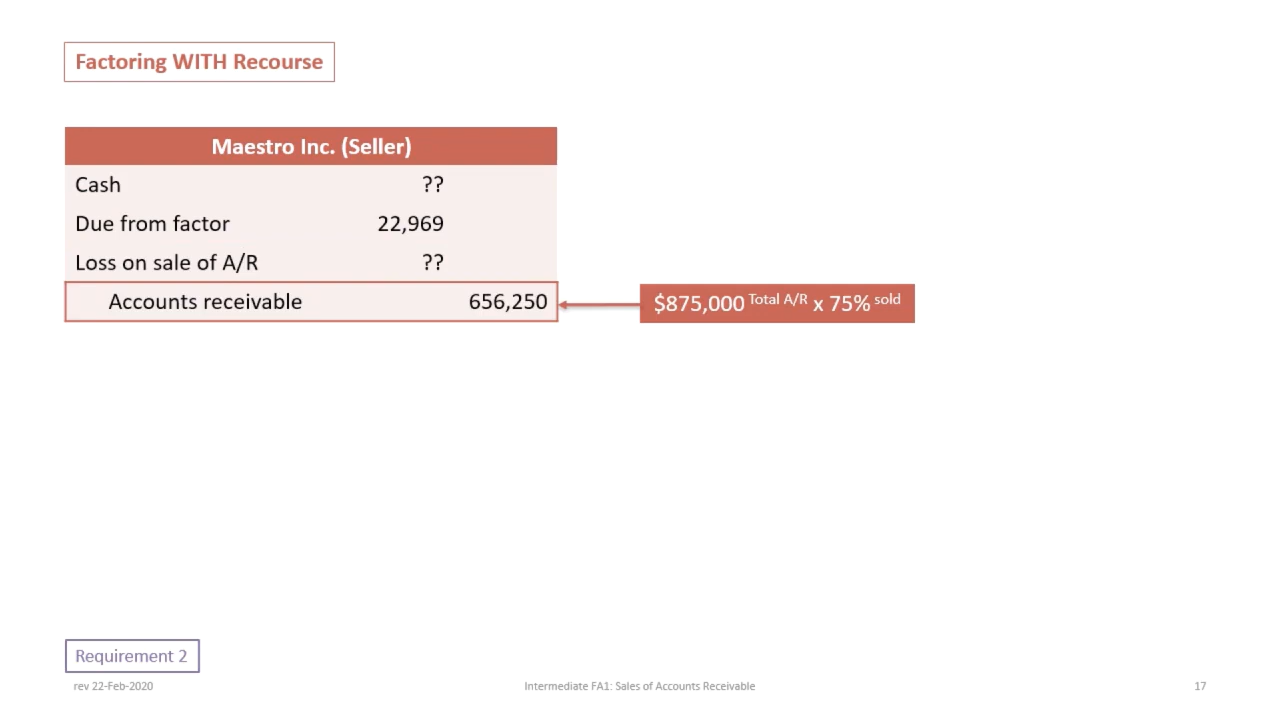 Factoring WITH Recourse
Maestro Inc. (Seller)
Cash ??
Due from factor 22,969
Loss on sale of A/R ??
Accounts receivable 656,250
$875,000 Total A/R x 75% sold
Requirement 2
rev 22-Feb-2020 Intermediate FA1: Sales of Accounts Receivable 17